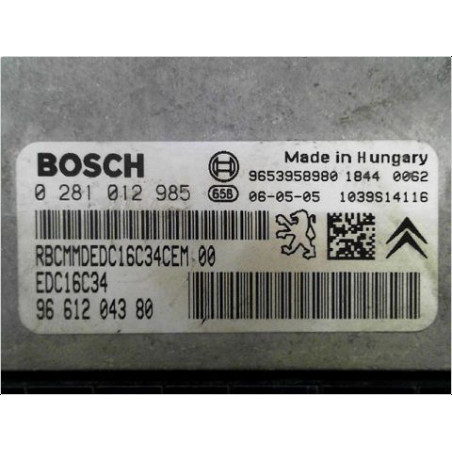 BOSCH
Made in Hungary
9653958980 1844 0062
0 281 012 985 658 06-05-05 1039S14116
RBCMMDEDC16C34CEM 00
EDC16C34
96 612 043 80